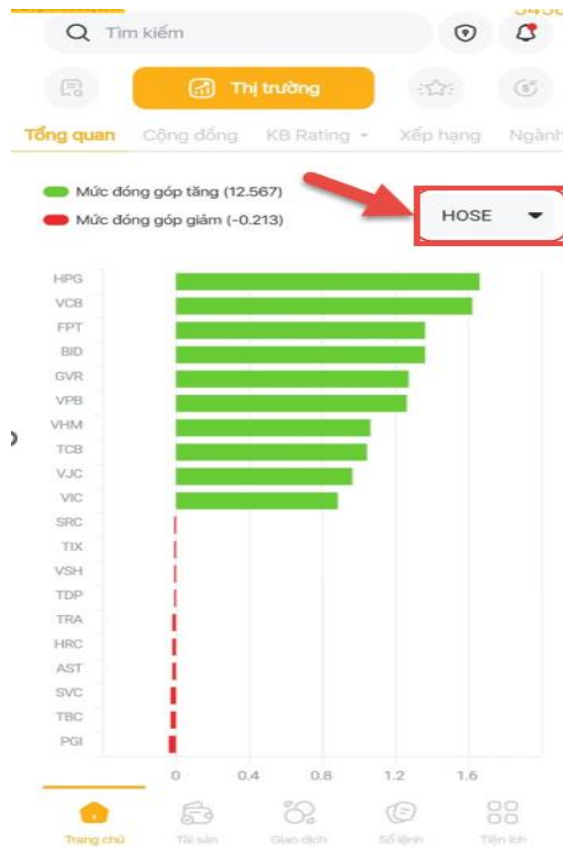 Tìm kiếm
Thị trường
Tổng quan Cộng đồng KB Rating Xếp hạng Ngành
Mức đóng góp tăng (12.567)
Mức đóng góp giảm (-0.213)
HOSE
HPG
VCB
FPT
BID
GVR
VPB
VHM
TCB
VJC
VIC
SRC
TIX
VSH
TDP
TRA
HRC
AST
SVC
TBC
PGI
0 0.4 0.8 1.2 1.6
Trang chủ Tài sản Giao dịch Sổ lệnh Tiện ích